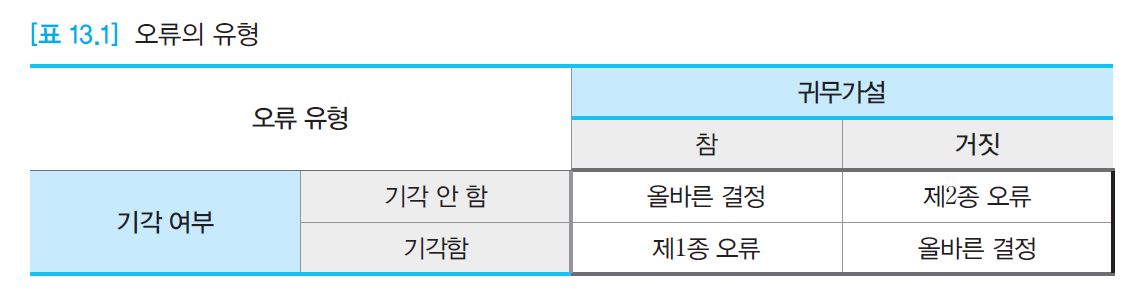 [표 13.1] 오류의 유형
오류 유형
귀무가설
참
거짓
기각 여부
기각 안 함
올바른 결정
제2종 오류
기각함
제1종 오류
올바른 결정